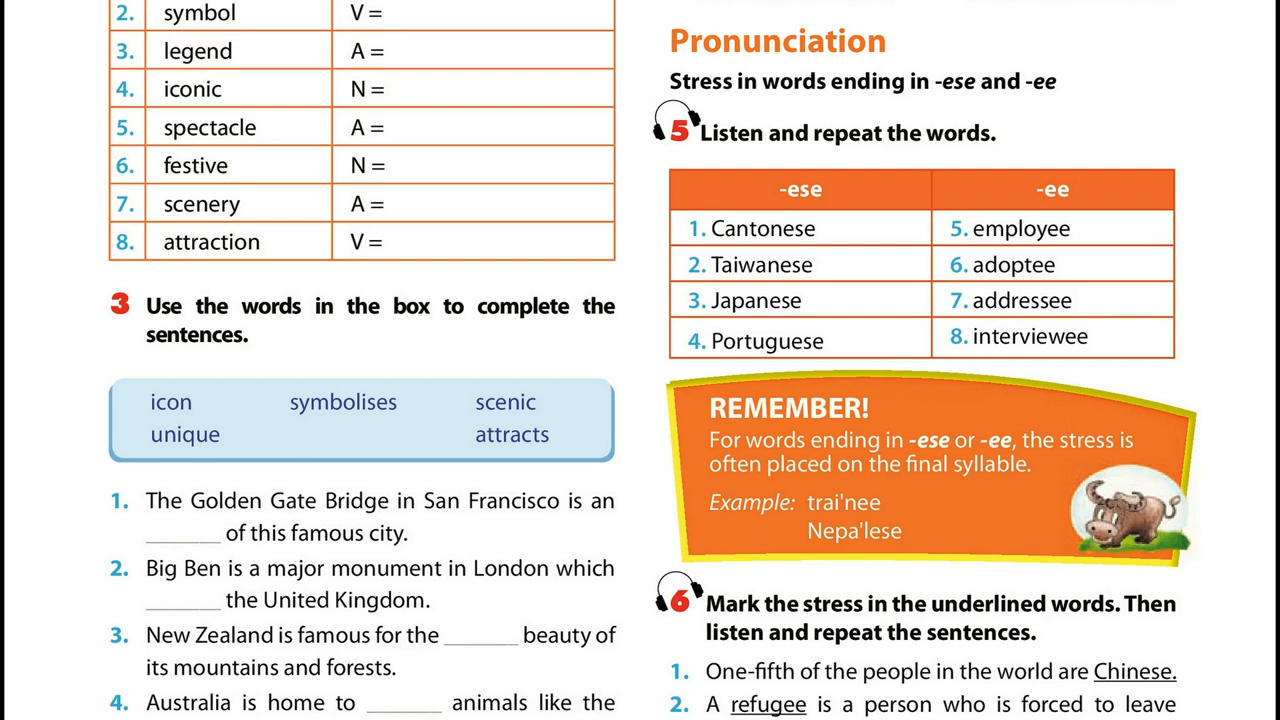 2. symbol V =
3. legend A =
4. iconic N =
5. spectacle A =
6. festive N =
7. scenery A =
8. attraction V =
3 Use the words in the box to complete the
sentences.
icon symbolises scenic
unique attracts
1. The Golden Gate Bridge in San Francisco is an
_______ of this famous city.
2. Big Ben is a major monument in London which
_______ the United Kingdom.
3. New Zealand is famous for the _______ beauty of
its mountains and forests.
4. Australia is home to _______ animals like the
Pronunciation
Stress in words ending in -ese and -ee
5 Listen and repeat the words.
-ese -ee
1. Cantonese 5. employee
2. Taiwanese 6. adoptee
3. Japanese 7. addressee
4. Portuguese 8. interviewee
REMEMBER!
For words ending in -ese or -ee, the stress is
often placed on the final syllable.
Example: trai'nee
Nepa'lese
6 Mark the stress in the underlined words. Then
listen and repeat the sentences.
1. One-fifth of the people in the world are Chinese.
2. A refugee is a person who is forced to leave